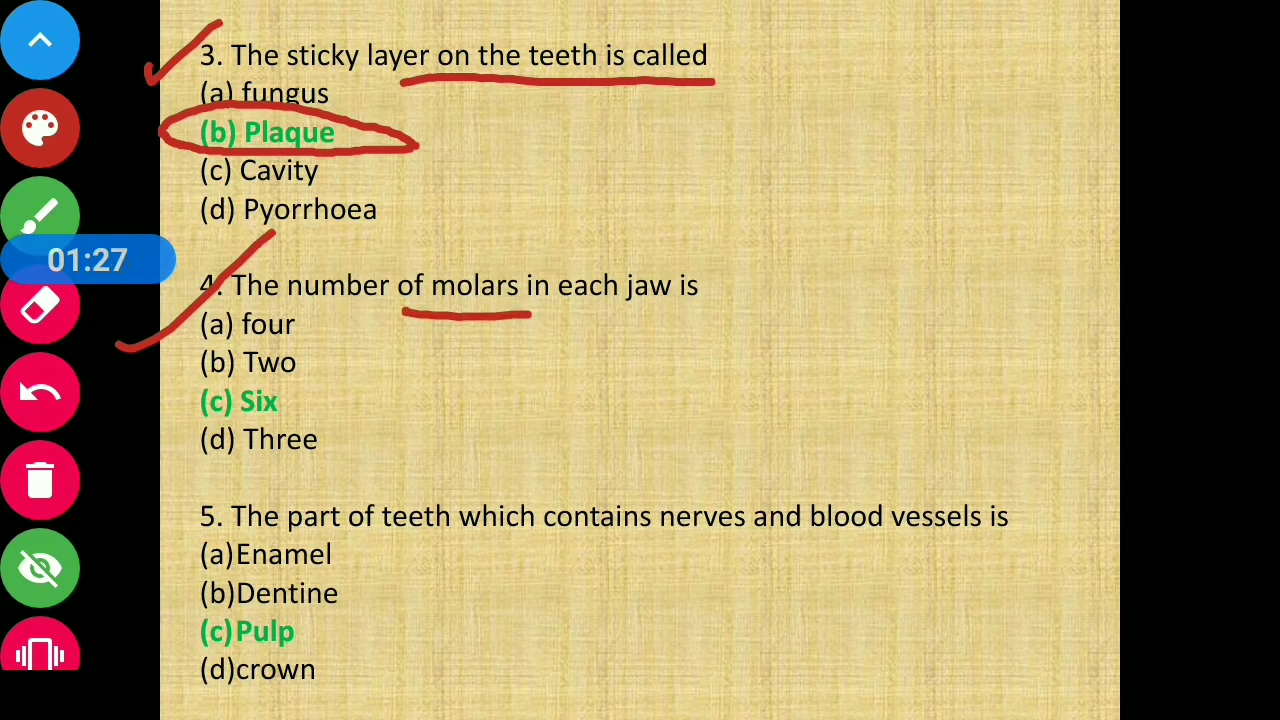 3. The sticky layer on the teeth is called
(a) fungus
(b) Plaque
(c) Cavity
(d) Pyorrhoea
01:27
4. The number of molars in each jaw is
(a) four
(b) Two
(c) Six
(d) Three
5. The part of teeth which contains nerves and blood vessels is
(a)Enamel
(b)Dentine
(c)Pulp
(d)crown